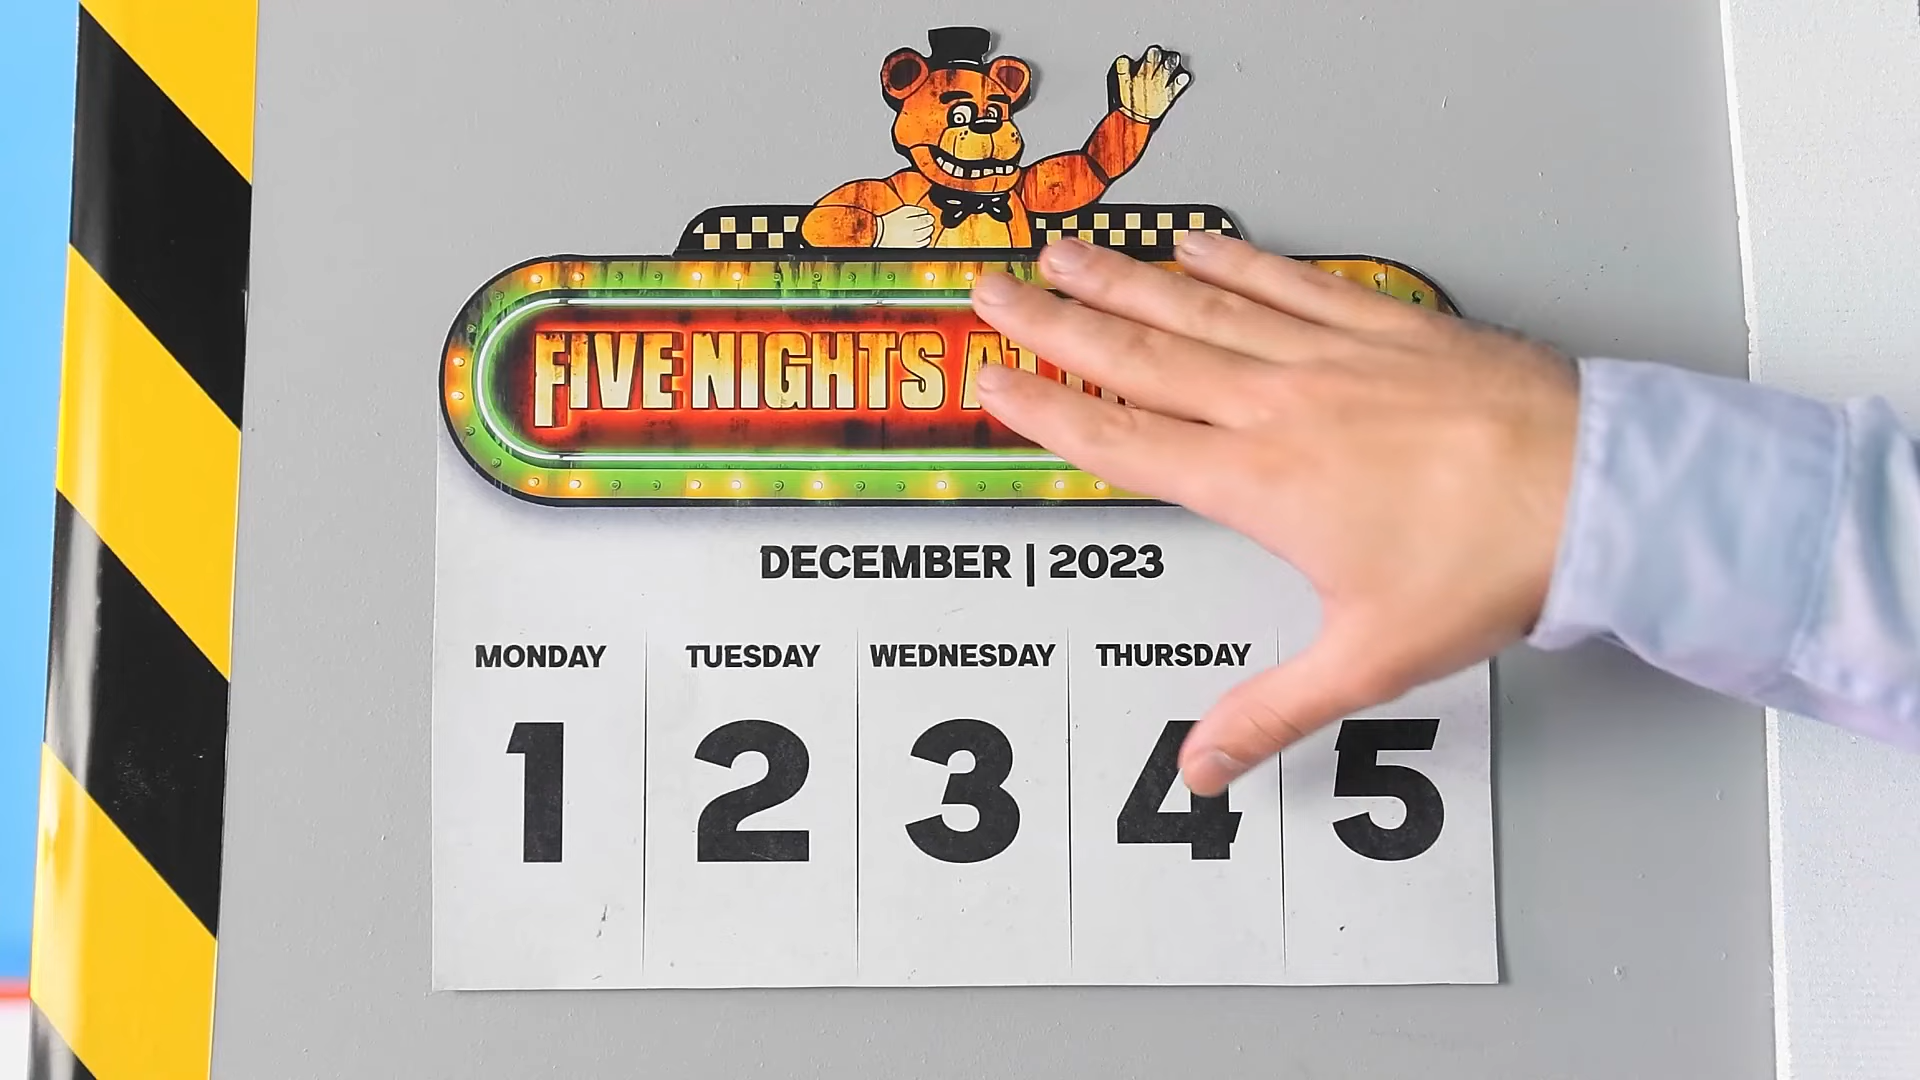 FIVE NIGHTS
DECEMBER | 2023
MONDAY TUESDAY WEDNESDAY THURSDAY
1 2 3 4 5